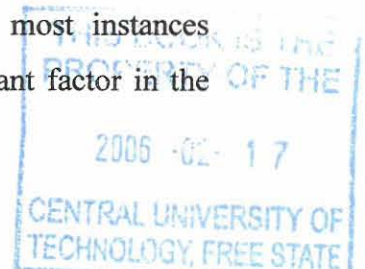 most instances
THIS BOOK IS THE
PROPERTY OF THE
ant factor in the
2006 -02- 17
CENTRAL UNIVERSITY OF
TECHNOLOGY, FREE STATE